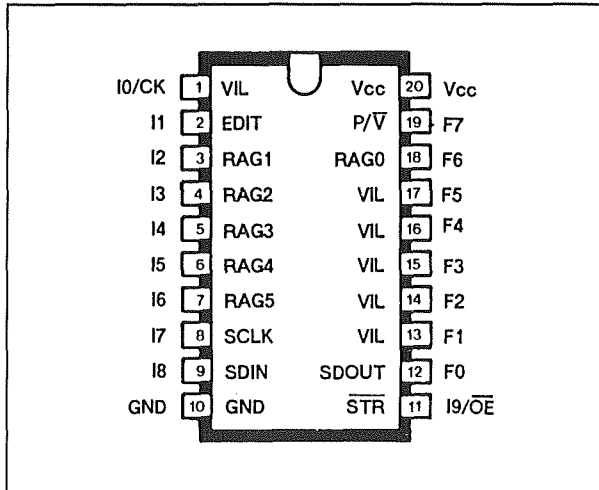 I0/CK 1 VIL Vcc 20 Vcc
I1 2 EDIT P/V̅ 19 F7
I2 3 RAG1 RAG0 18 F6
I3 4 RAG2 VIL 17 F5
I4 5 RAG3 VIL 16 F4
I5 6 RAG4 VIL 15 F3
I6 7 RAG5 VIL 14 F2
I7 8 SCLK VIL 13 F1
I8 9 SDIN SDOUT 12 F0
GND 10 GND S̅T̅R̅ 11 I9/O̅E̅